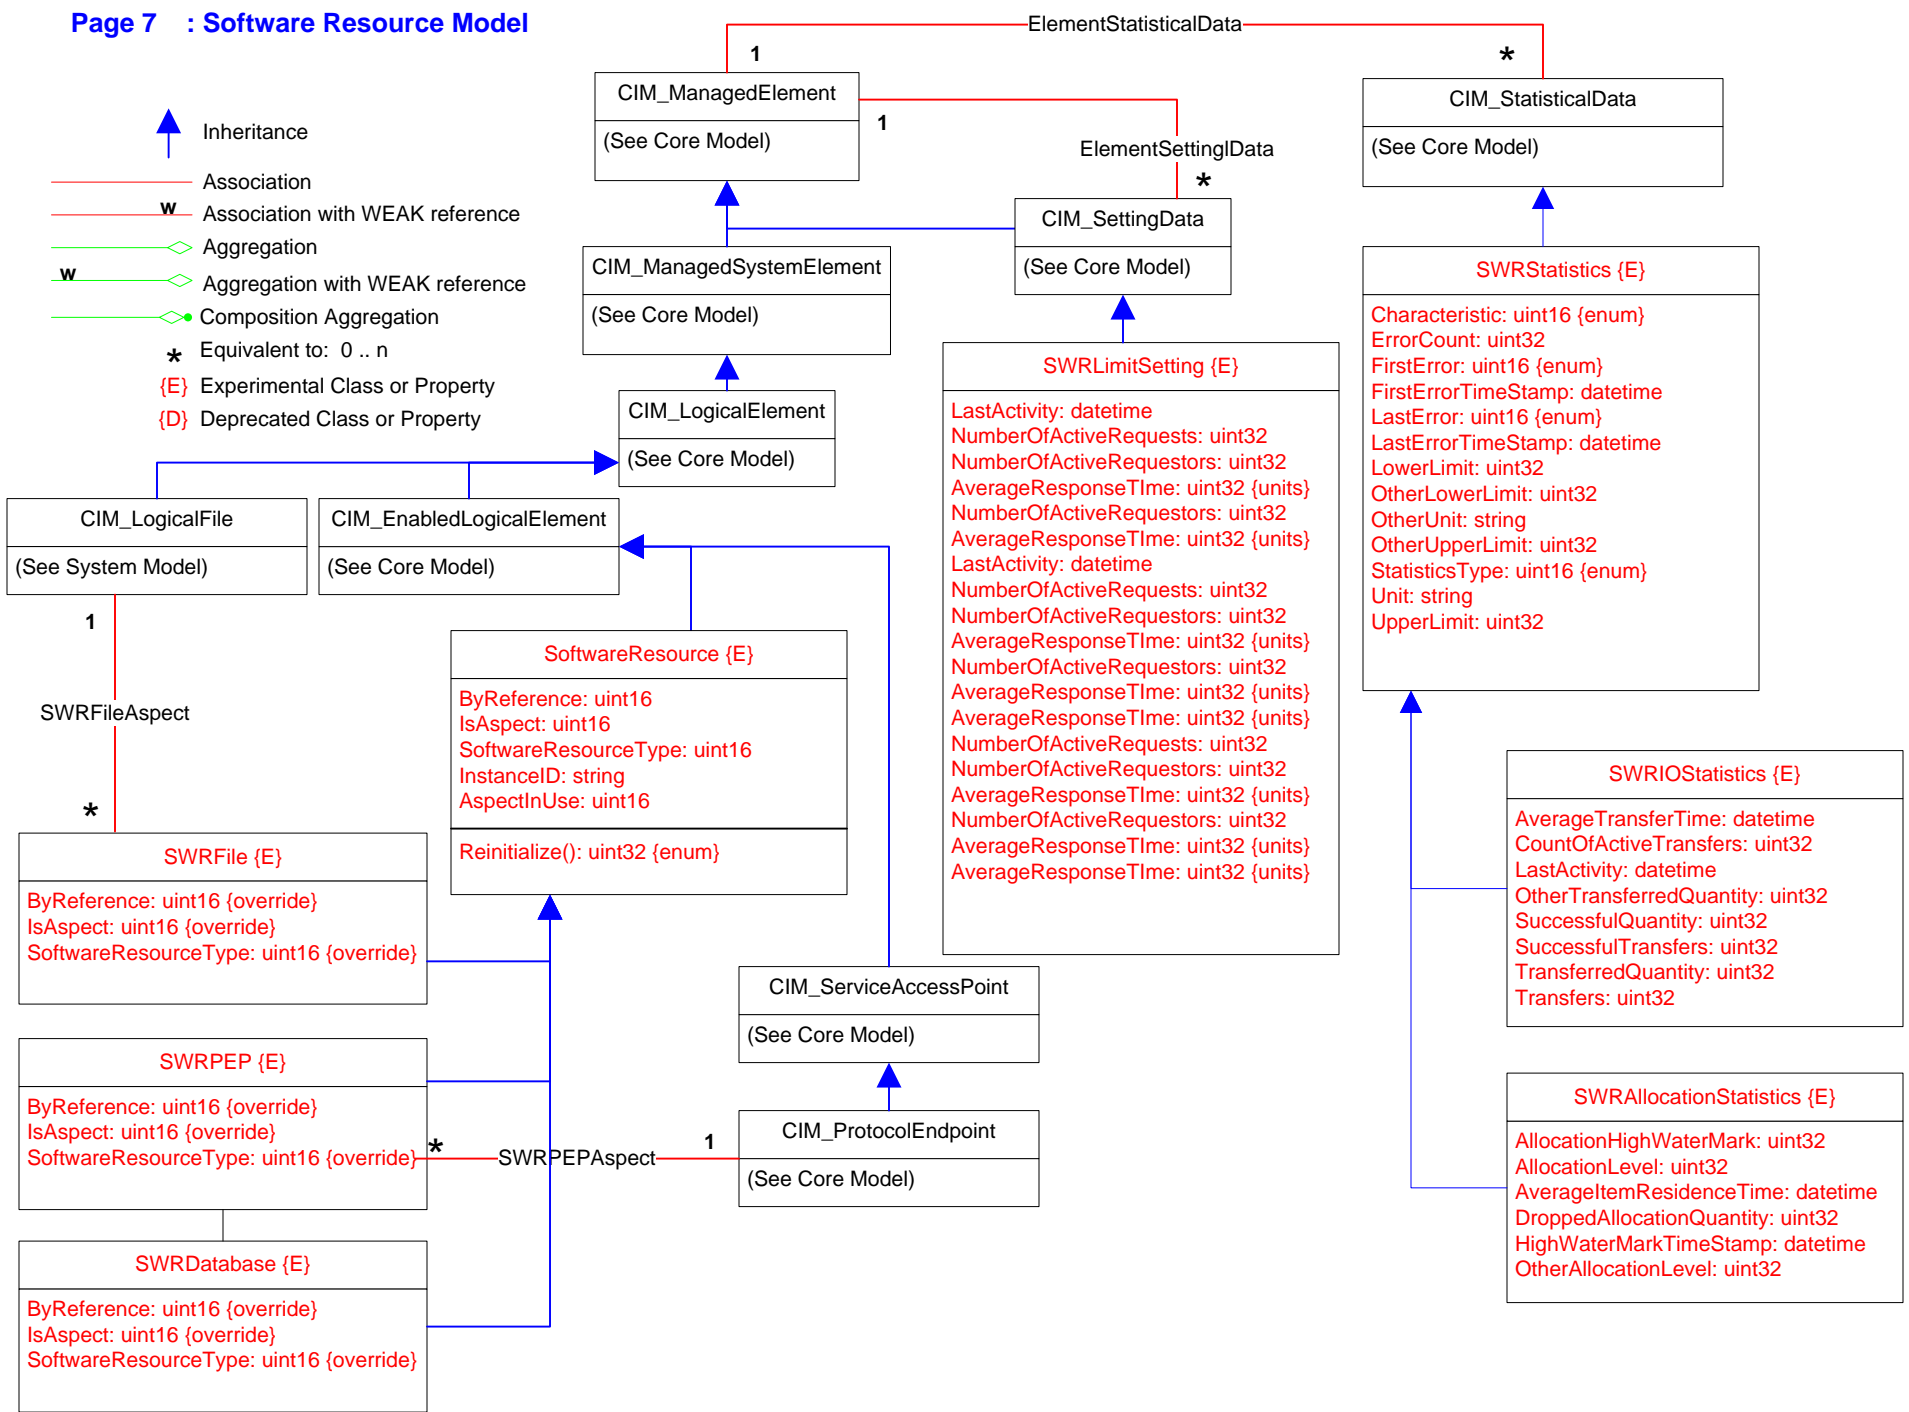 Page 7 : Software Resource Model
Inheritance
Association
w
Association with WEAK reference
Aggregation
w
Aggregation with WEAK reference
Composition Aggregation
* Equivalent to: 0 .. n
{E} Experimental Class or Property
{D} Deprecated Class or Property
ElementStatisticalData
1
*
CIM_ManagedElement
(See Core Model)
1
ElementSettinglData
*
CIM_StatisticalData
(See Core Model)
CIM_SettingData
(See Core Model)
CIM_ManagedSystemElement
(See Core Model)
CIM_LogicalElement
(See Core Model)
CIM_LogicalFile
(See System Model)
CIM_EnabledLogicalElement
(See Core Model)
1
SWRFileAspect
*
SoftwareResource {E}
ByReference: uint16
IsAspect: uint16
SoftwareResourceType: uint16
InstanceID: string
AspectInUse: uint16
Reinitialize(): uint32 {enum}
SWRLimitSetting {E}
LastActivity: datetime
NumberOfActiveRequests: uint32
NumberOfActiveRequestors: uint32
AverageResponseTIme: uint32 {units}
NumberOfActiveRequestors: uint32
AverageResponseTIme: uint32 {units}
LastActivity: datetime
NumberOfActiveRequests: uint32
NumberOfActiveRequestors: uint32
AverageResponseTIme: uint32 {units}
NumberOfActiveRequestors: uint32
AverageResponseTIme: uint32 {units}
AverageResponseTIme: uint32 {units}
NumberOfActiveRequests: uint32
NumberOfActiveRequestors: uint32
AverageResponseTIme: uint32 {units}
NumberOfActiveRequestors: uint32
AverageResponseTIme: uint32 {units}
AverageResponseTIme: uint32 {units}
SWRStatistics {E}
Characteristic: uint16 {enum}
ErrorCount: uint32
FirstError: uint16 {enum}
FirstErrorTimeStamp: datetime
LastError: uint16 {enum}
LastErrorTimeStamp: datetime
LowerLimit: uint32
OtherLowerLimit: uint32
OtherUnit: string
OtherUpperLimit: uint32
StatisticsType: uint16 {enum}
Unit: string
UpperLimit: uint32
SWRIOStatistics {E}
AverageTransferTime: datetime
CountOfActiveTransfers: uint32
LastActivity: datetime
OtherTransferredQuantity: uint32
SuccessfulQuantity: uint32
SuccessfulTransfers: uint32
TransferredQuantity: uint32
Transfers: uint32
SWRAllocationStatistics {E}
AllocationHighWaterMark: uint32
AllocationLevel: uint32
AverageItemResidenceTime: datetime
DroppedAllocationQuantity: uint32
HighWaterMarkTimeStamp: datetime
OtherAllocationLevel: uint32
SWRFile {E}
ByReference: uint16 {override}
IsAspect: uint16 {override}
SoftwareResourceType: uint16 {override}
CIM_ServiceAccessPoint
(See Core Model)
SWRPEP {E}
ByReference: uint16 {override}
IsAspect: uint16 {override}
SoftwareResourceType: uint16 {override}
*
SWRPEPAspect
1
CIM_ProtocolEndpoint
(See Core Model)
SWRDatabase {E}
ByReference: uint16 {override}
IsAspect: uint16 {override}
SoftwareResourceType: uint16 {override}